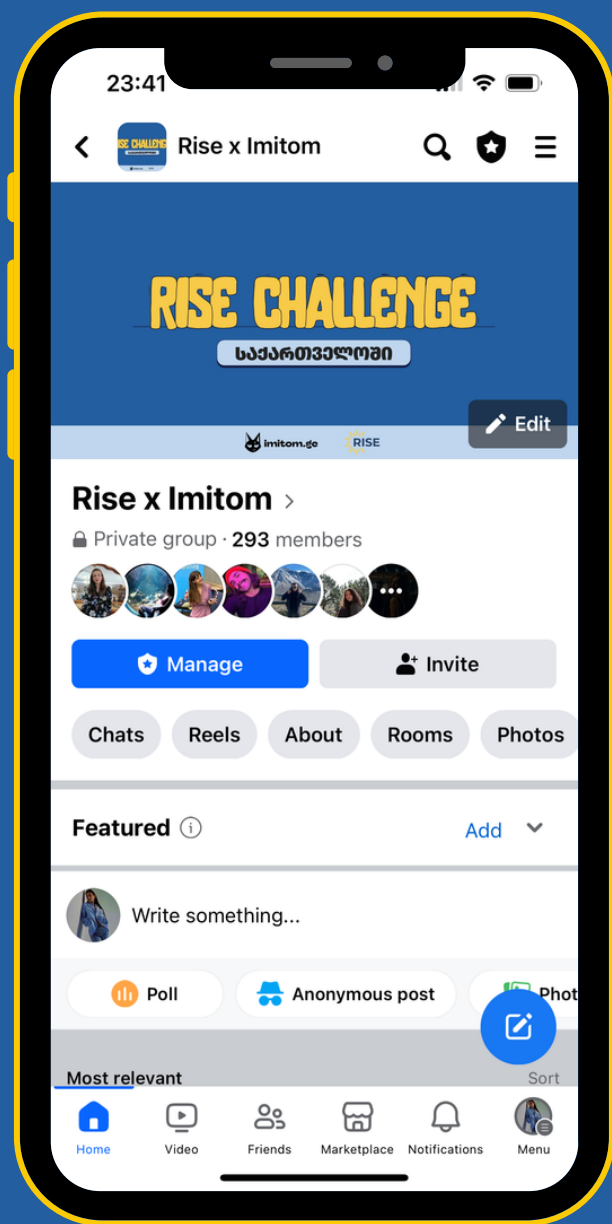 23:41
Rise x Imitom
RISE CHALLENGE
საქართველოში
imitom.ge RISE
Edit
Rise x Imitom
Private group · 293 members
Manage
Invite
Chats Reels About Rooms Photos
Featured
Add
Write something...
Poll Anonymous post Phot
Most relevant
Sort
Home Video Friends Marketplace Notifications Menu